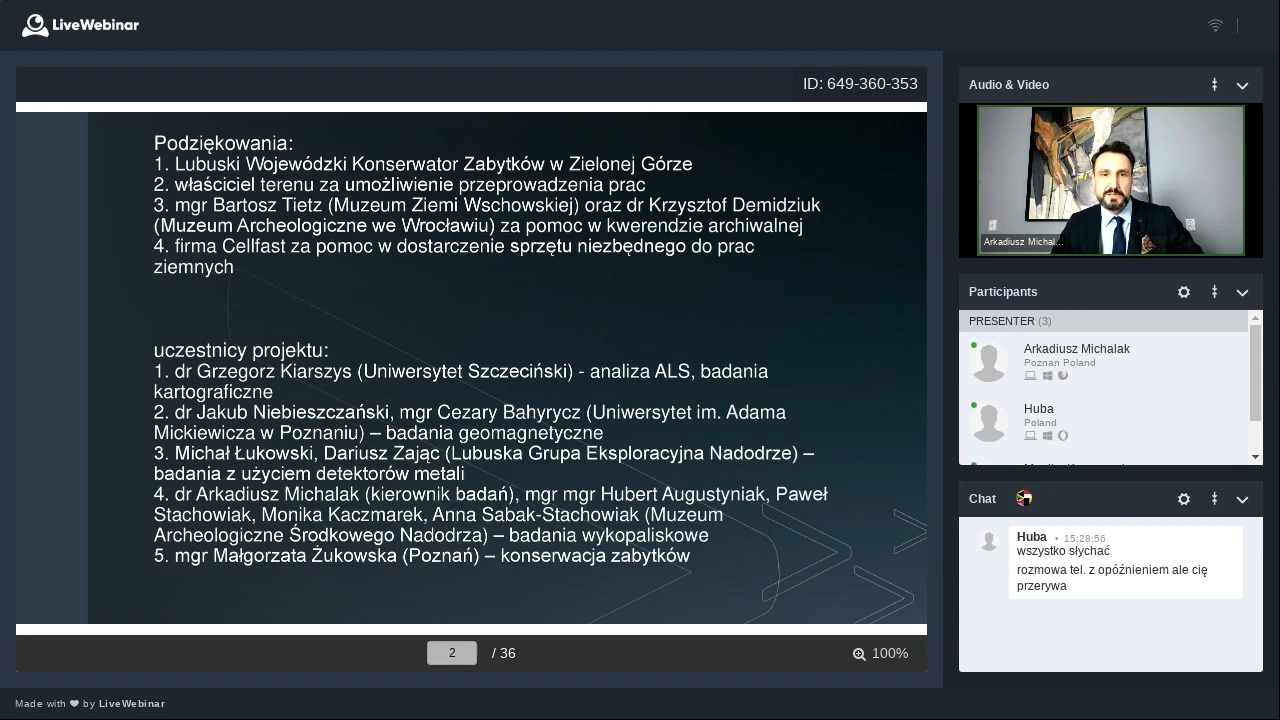 LiveWebinar
ID: 649-360-353
Podziękowania:
1. Lubuski Wojewódzki Konserwator Zabytków w Zielonej Górze
2. właściciel terenu za umożliwienie przeprowadzenia prac
3. mgr Bartosz Tietz (Muzeum Ziemi Wschowskiej) oraz dr Krzysztof Demidziuk
(Muzeum Archeologiczne we Wrocławiu) za pomoc w kwerendzie archiwalnej
4. firma Cellfast za pomoc w dostarczenie sprzętu niezbędnego do prac
ziemnych
uczestnicy projektu:
1. dr Grzegorz Kiarszys (Uniwersytet Szczeciński) - analiza ALS, badania
kartograficzne
2. dr Jakub Niebieszczański, mgr Cezary Bahyrycz (Uniwersytet im. Adama
Mickiewicza w Poznaniu) – badania geomagnetyczne
3. Michał Łukowski, Dariusz Zając (Lubuska Grupa Eksploracyjna Nadodrze) –
badania z użyciem detektorów metali
4. dr Arkadiusz Michalak (kierownik badań), mgr mgr Hubert Augustyniak, Paweł
Stachowiak, Monika Kaczmarek, Anna Sabak-Stachowiak (Muzeum
Archeologiczne Środkowego Nadodrza) – badania wykopaliskowe
5. mgr Małgorzata Żukowska (Poznań) – konserwacja zabytków
2 / 36
100%
Audio & Video
Arkadiusz Michal...
Participants
PRESENTER (3)
Arkadiusz Michalak
Poznan Poland
Huba
Poland
Chat
Huba • 15:28:56
wszystko słychać
rozmowa tel. z opóźnieniem ale cię
przerywa
Made with by LiveWebinar